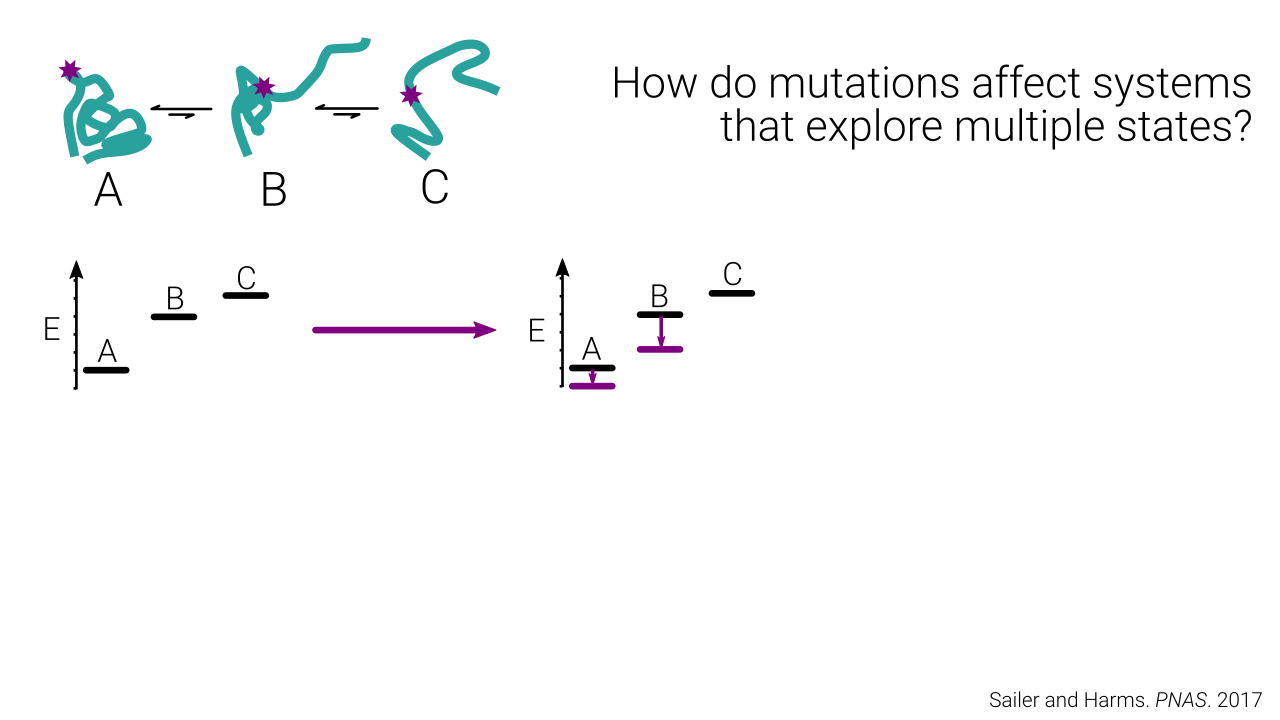 How do mutations affect systems
that explore multiple states?
A
B
C
E
A
B
C
E
A
B
C
Sailer and Harms. PNAS. 2017